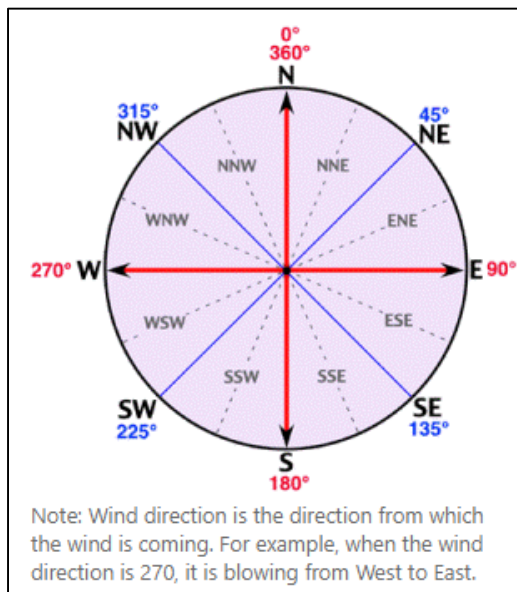 0°
360°
N
315°
NW
45°
NE
NNW
NNE
WNW
ENE
270° W
E 90°
WSW
ESE
SSW
SSE
SW
225°
SE
135°
S
180°
Note: Wind direction is the direction from which
the wind is coming. For example, when the wind
direction is 270, it is blowing from West to East.